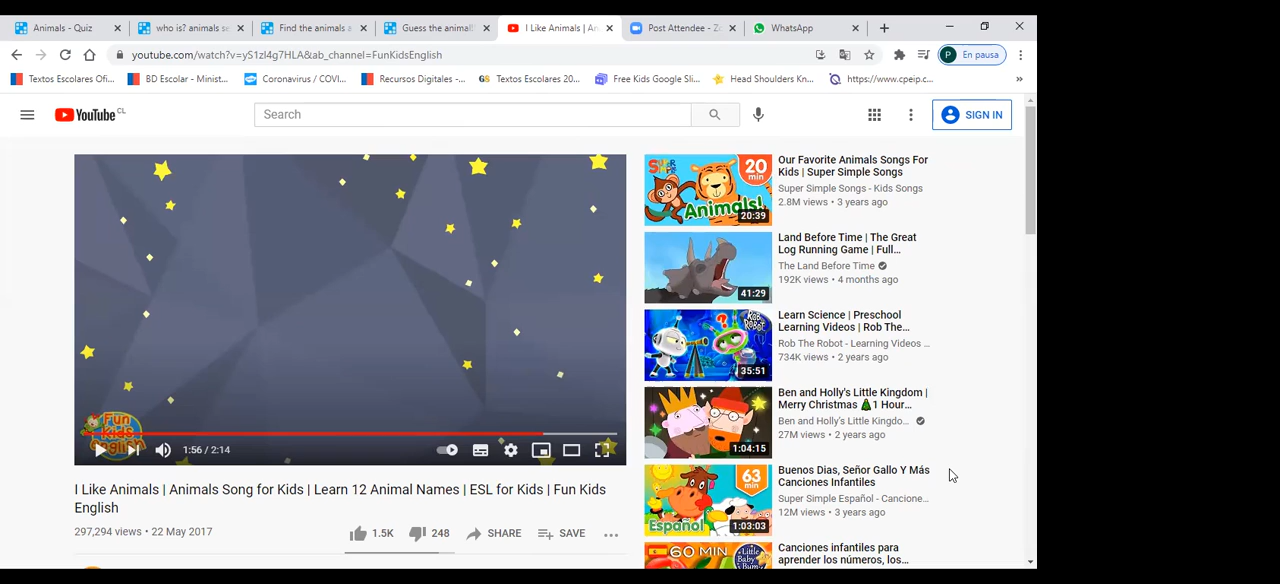 Animals - Quiz
who is? animals se
Find the animals a
Guess the animal!
I Like Animals | An
Post Attendee - Zo
WhatsApp
youtube.com/watch?v=yS1zl4g7HLA&ab_channel=FunKidsEnglish
P En pausa
Textos Escolares Ofi...
BD Escolar - Minist...
Coronavirus / COVI...
Recursos Digitales -...
GS Textos Escolares 20...
Free Kids Google Sli...
Head Shoulders Kn...
https://www.cpeip....
YouTube CL
Search
SIGN IN
Fun
Kids
English
1:56 / 2:14
I Like Animals | Animals Song for Kids | Learn 12 Animal Names | ESL for Kids | Fun Kids
English
297,294 views • 22 May 2017
1.5K
248
SHARE
SAVE
SUPER
SIMPLE
20
min
Animals!
20:39
Our Favorite Animals Songs For
Kids | Super Simple Songs
Super Simple Songs - Kids Songs
2.8M views • 3 years ago
41:29
Land Before Time | The Great
Log Running Game | Full...
The Land Before Time
192K views • 4 months ago
ROB THE
ROBOT
?
35:51
Learn Science | Preschool
Learning Videos | Rob The...
Rob The Robot - Learning Videos ...
734K views • 2 years ago
1:04:15
Ben and Holly's Little Kingdom |
Merry Christmas 🎄1 Hour...
Ben and Holly's Little Kingdo...
27M views • 2 years ago
63
min
Español
1:03:03
Buenos Dias, Señor Gallo Y Más
Canciones Infantiles
Super Simple Español - Cancione...
12M views • 3 years ago
60 MIN
Little
Baby
Bum
Canciones infantiles para
aprender los números, los...